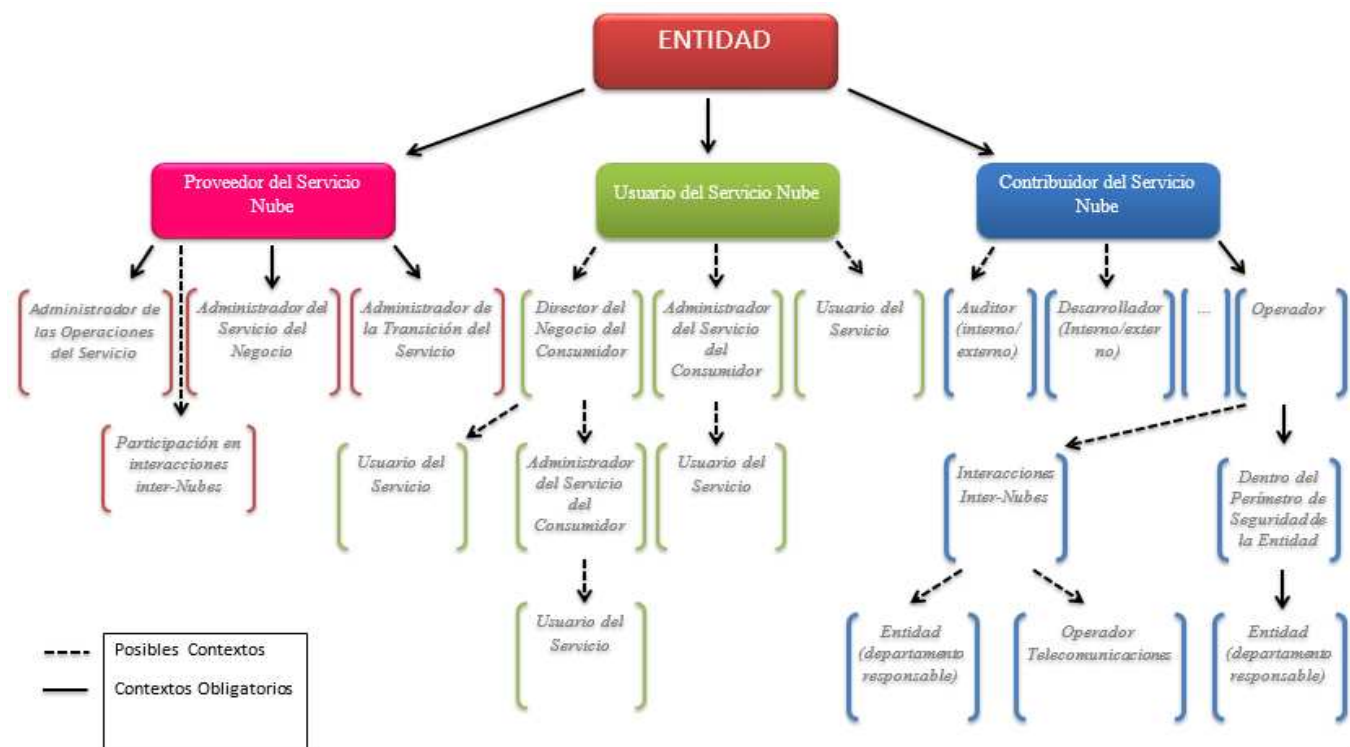 ENTIDAD
Proveedor del Servicio
Nube
Usuario del Servicio Nube
Contribuidor del Servicio
Nube
Administrador de
las Operaciones
del Servicio
Administrador del
Servicio del
Negocio
Administrador de
la Transición del
Servicio
Director del
Negocio del
Consumidor
Administrador
del Servicio
del
Consumidor
Usuario del
Servicio
Auditor
(interno/
externo)
Desarrollador
(Interno/exter
no)
...
Operador
Participación en
interacciones
inter-Nubes
Usuario del
Servicio
Administrador
del Servicio
del
Consumidor
Usuario del
Servicio
Interacciones
Inter-Nubes
Dentro del
Perímetro de
Seguridad de
la Entidad
Usuario del
Servicio
Entidad
(departamento
responsable)
Operador
Telecomunicaciones
Entidad
(departamento
responsable)
Posibles Contextos
Contextos Obligatorios